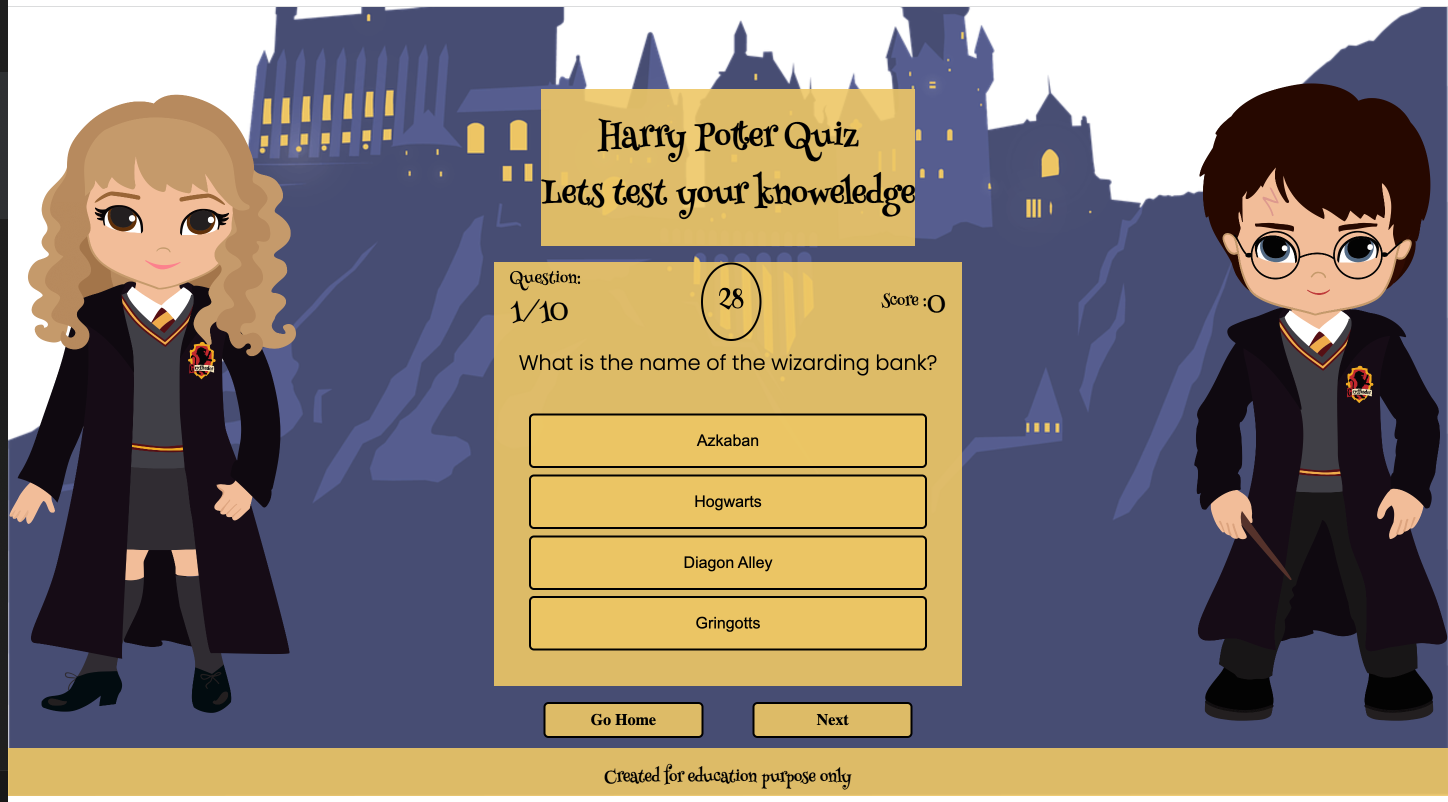 Harry Potter Quiz
Lets test your knoweledge
Question:
1/10
28
Score :0
What is the name of the wizarding bank?
Azkaban
Hogwarts
Diagon Alley
Gringotts
Go Home
Next
Created for education purpose only